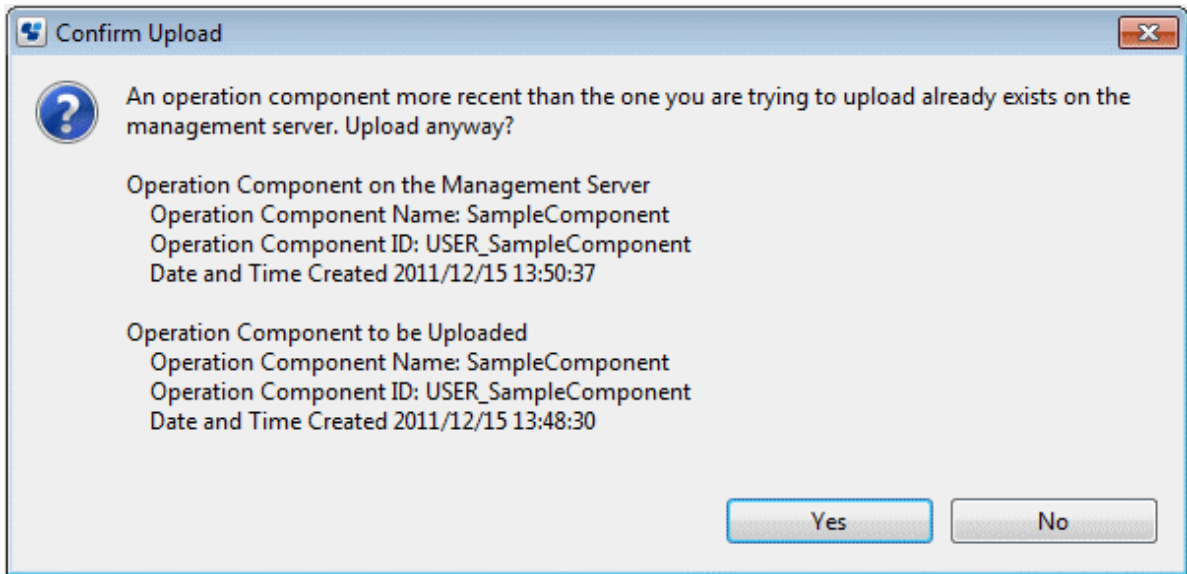 Confirm Upload
An operation component more recent than the one you are trying to upload already exists on the
management server. Upload anyway?
Operation Component on the Management Server
Operation Component Name: SampleComponent
Operation Component ID: USER_SampleComponent
Date and Time Created 2011/12/15 13:50:37
Operation Component to be Uploaded
Operation Component Name: SampleComponent
Operation Component ID: USER_SampleComponent
Date and Time Created 2011/12/15 13:48:30
Yes No